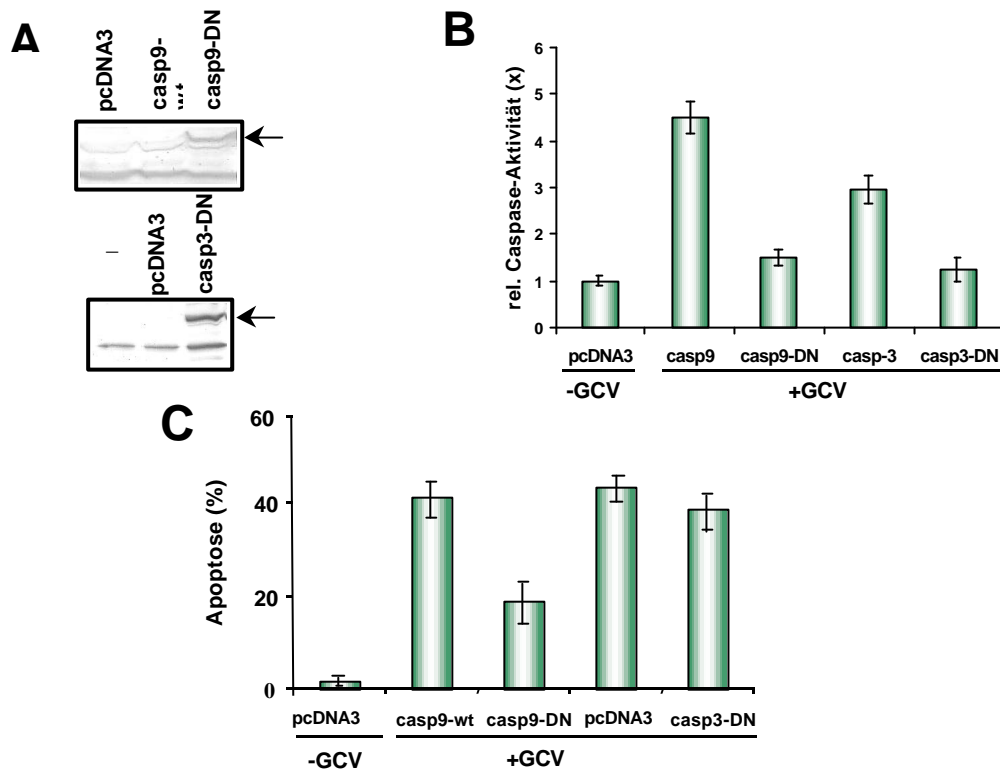 A
pcDNA3
casp9-
wt
casp9-DN
–
pcDNA3
casp3-DN
B
rel. Caspase-Aktivität (x)
6
5
4
3
2
1
0
pcDNA3 casp9 casp9-DN casp-3 casp3-DN
-GCV +GCV
C
Apoptose (%)
60
40
20
0
pcDNA3 casp9-wt casp9-DN pcDNA3 casp3-DN
-GCV +GCV